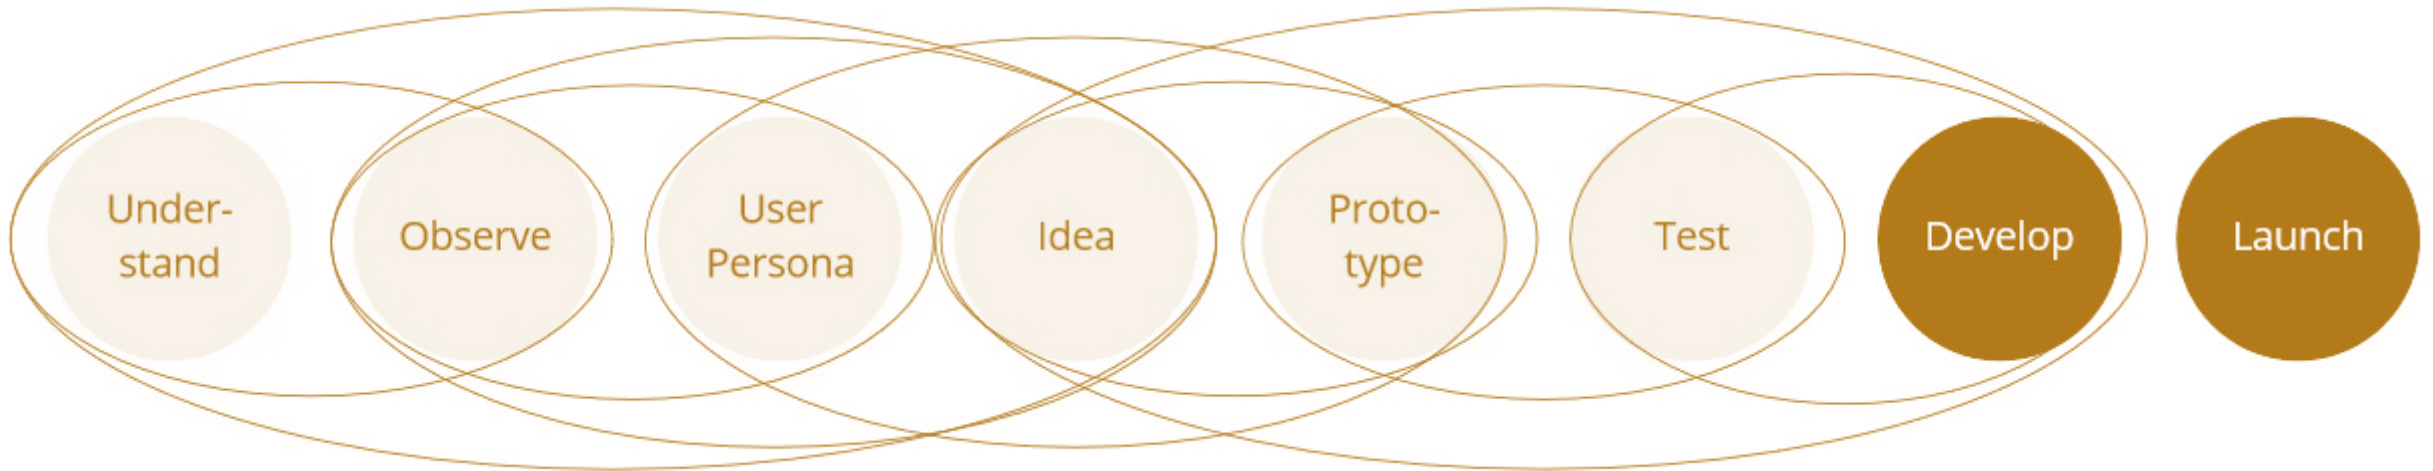 Under-
stand
Observe
User
Persona
Idea
Proto-
type
Test
Develop
Launch